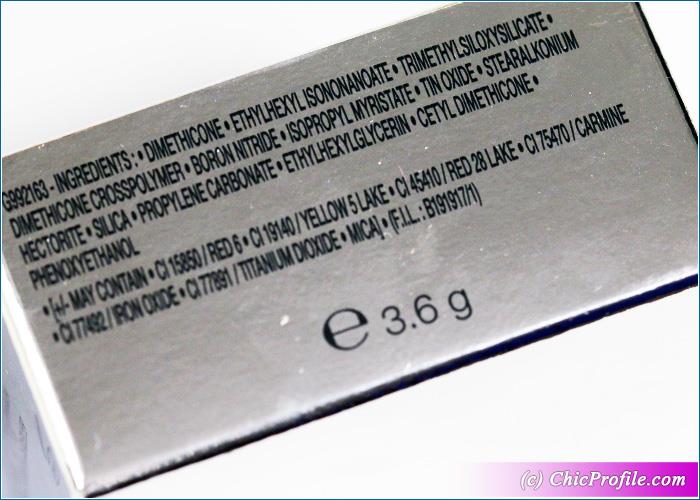 G992163 - INGREDIENTS : • DIMETHICONE • ETHYLHEXYL ISONONANOATE • TRIMETHYLSILOXYSILICATE •
DIMETHICONE CROSSPOLYMER • BORON NITRIDE • ISOPROPYL MYRISTATE • TIN OXIDE • STEARALKONIUM
HECTORITE • SILICA • PROPYLENE CARBONATE • ETHYLHEXYLGLYCERIN • CETYL DIMETHICONE •
PHENOXYETHANOL
• [+/- MAY CONTAIN • CI 15850 / RED 6 • CI 19140 / YELLOW 5 LAKE • CI 45410 / RED 28 LAKE • CI 75470 / CARMINE
• CI 77492 / IRON OXIDE • CI 77891 / TITANIUM DIOXIDE • MICA] • (F.I.L. : B191917/1)
℮ 3.6 g
(c) ChicProfile.com